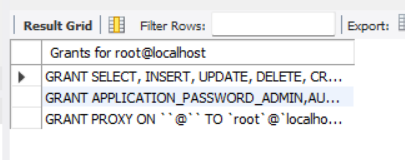 Result Grid Filter Rows: Export:
Grants for root@localhost
GRANT SELECT, INSERT, UPDATE, DELETE, CR...
GRANT APPLICATION_PASSWORD_ADMIN,AU...
GRANT PROXY ON ``@`` TO `root`@`localho...